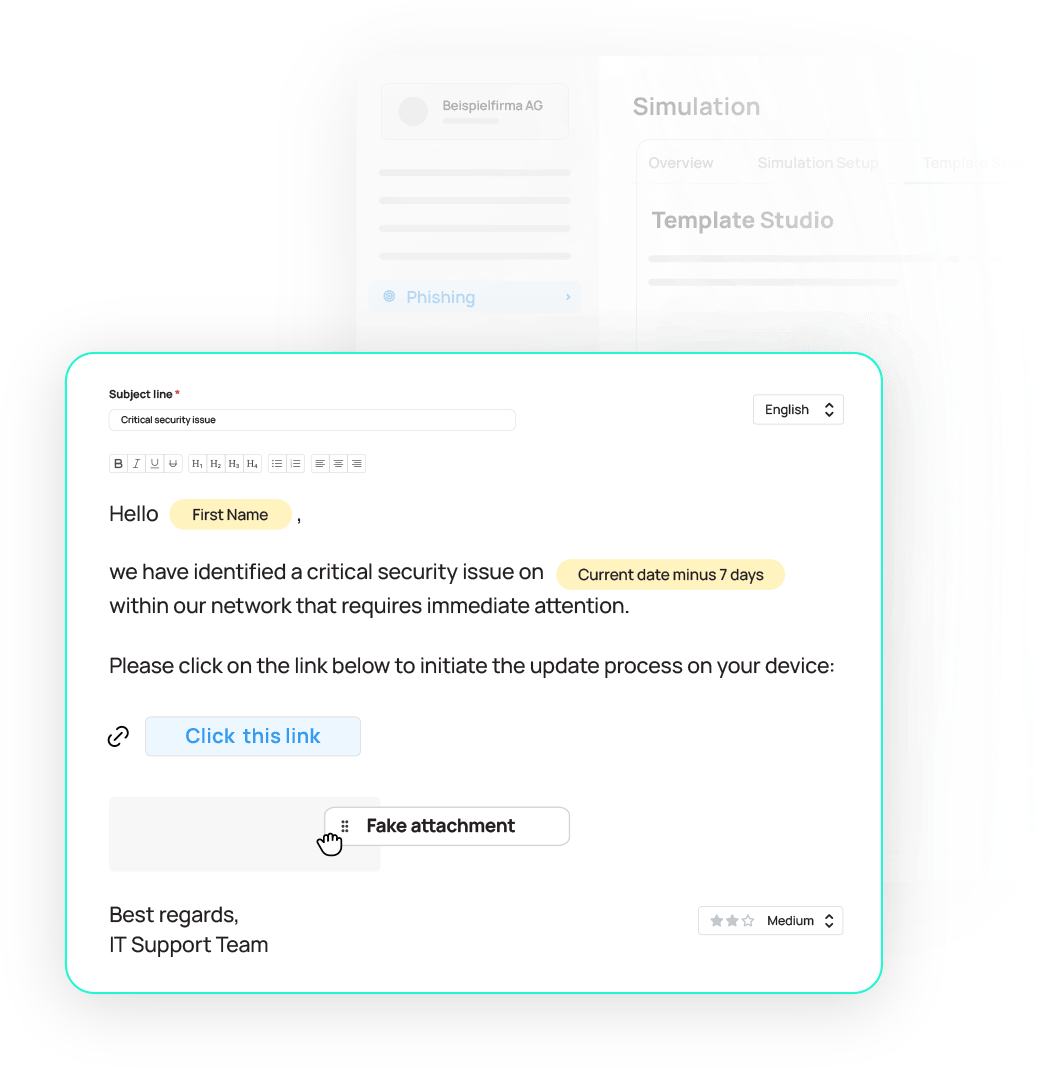 Beispielfirma AG
Simulation
Overview Simulation Setup Template
Template Studio
Phishing
Subject line *
Critical security issue
English
B I U U H1 H2 H3 H4
Hello First Name ,
we have identified a critical security issue on Current date minus 7 days
within our network that requires immediate attention.
Please click on the link below to initiate the update process on your device:
Click this link
Fake attachment
Best regards,
IT Support Team
Medium